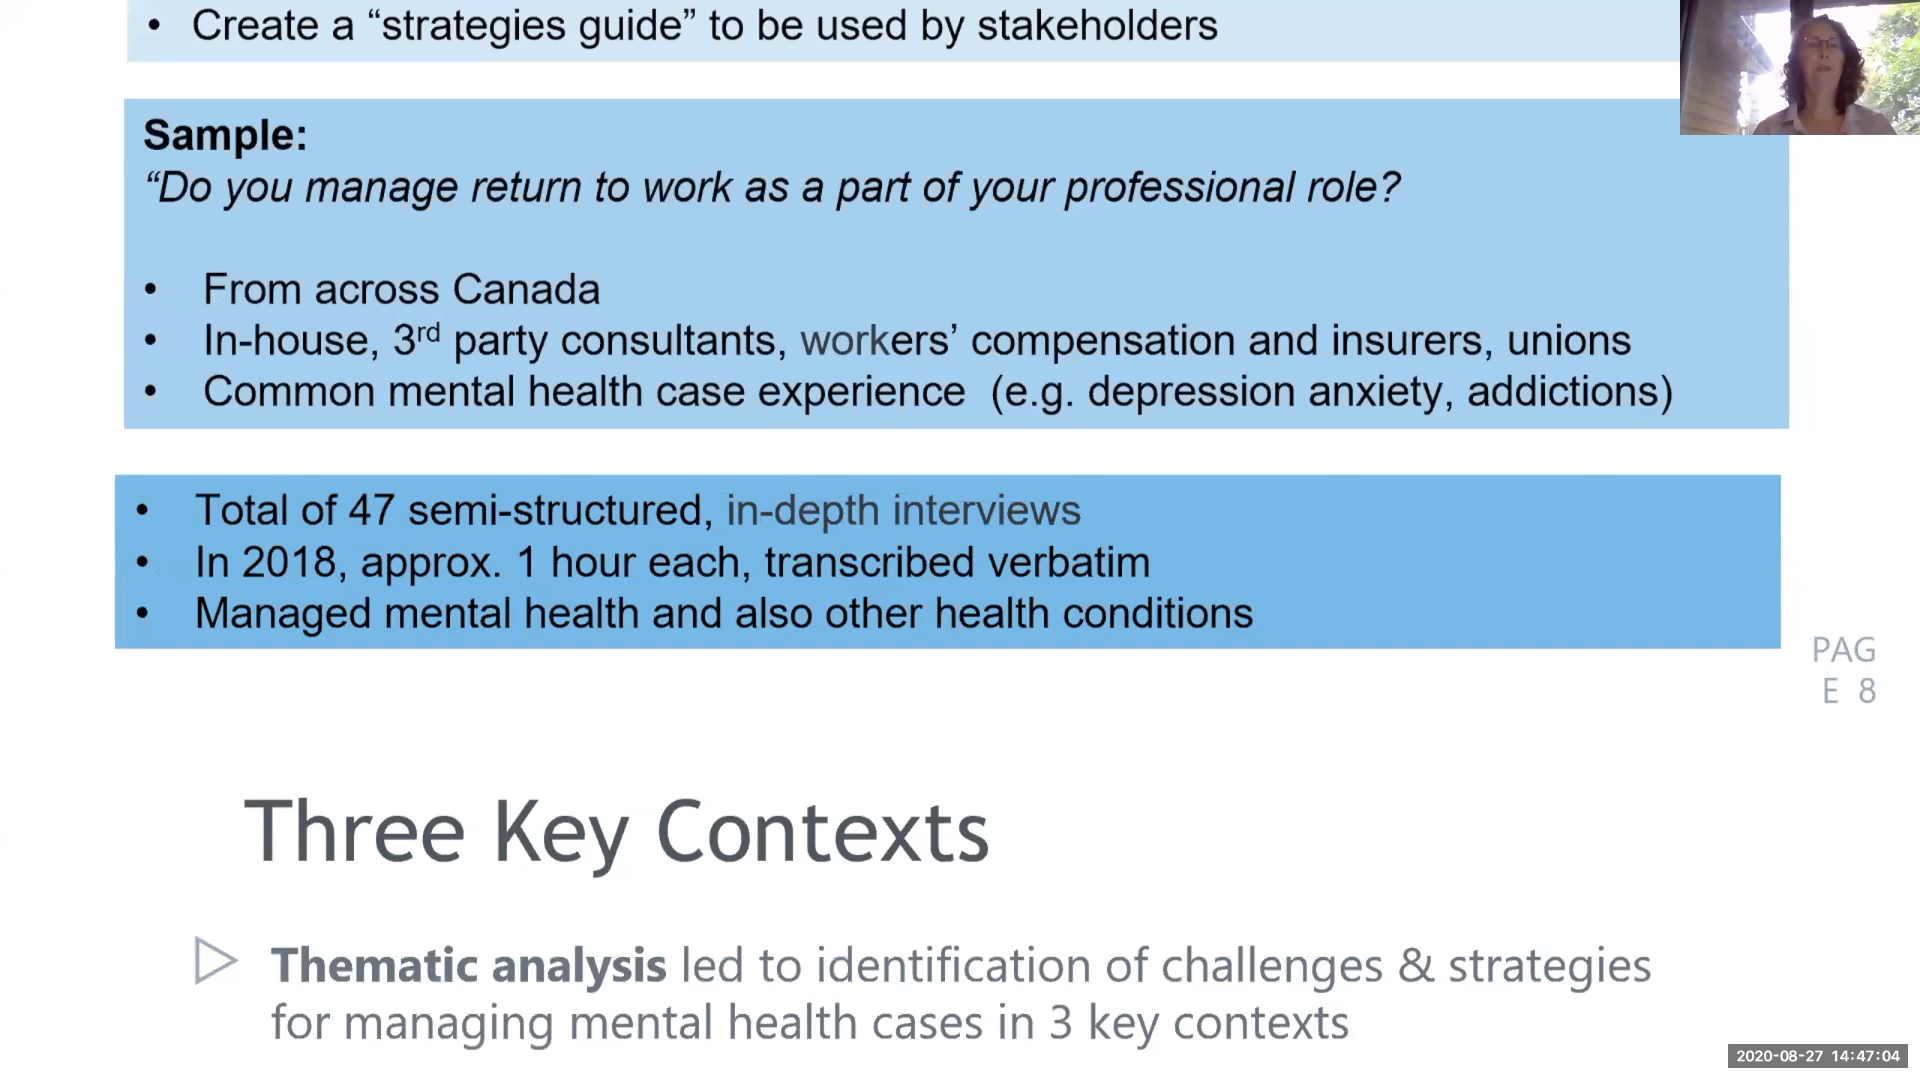 • Create a “strategies guide” to be used by stakeholders
Sample:
“Do you manage return to work as a part of your professional role?
• From across Canada
• In-house, 3rd party consultants, workers’ compensation and insurers, unions
• Common mental health case experience (e.g. depression anxiety, addictions)
• Total of 47 semi-structured, in-depth interviews
• In 2018, approx. 1 hour each, transcribed verbatim
• Managed mental health and also other health conditions
PAG
E 8
Three Key Contexts
Thematic analysis led to identification of challenges & strategies
for managing mental health cases in 3 key contexts
2020-08-27 14:47:04